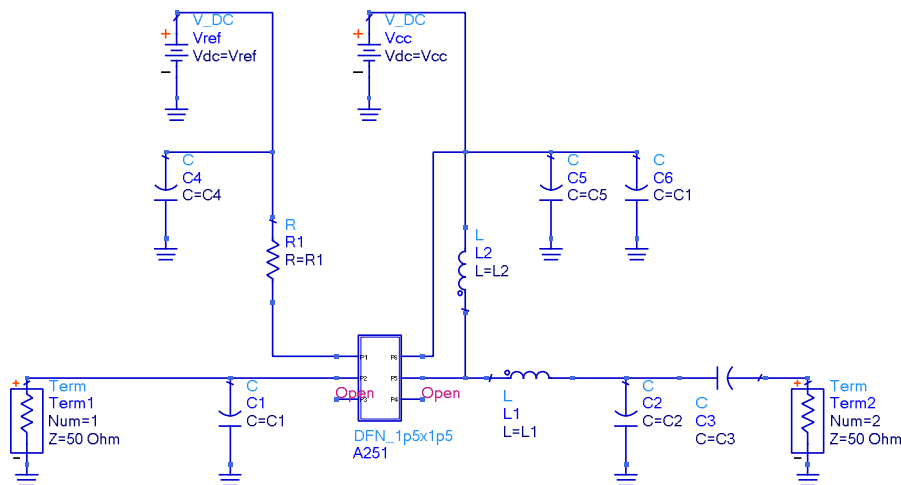 V_DC
Vref
Vdc=Vref
+
−
V_DC
Vcc
Vdc=Vcc
+
−
C
C4
C=C4
C
C5
C=C5
C
C6
C=C1
R
R1
R=R1
L
L2
L=L2
P1
P6
P2
P5
P3
P4
Open
Open
DFN_1p5x1p5
A251
+
Term
Term1
Num=1
Z=50 Ohm
−
C
C1
C=C1
L
L1
L=L1
C
C2
C=C2
C
C3
C=C3
+
Term
Term2
Num=2
Z=50 Ohm
−